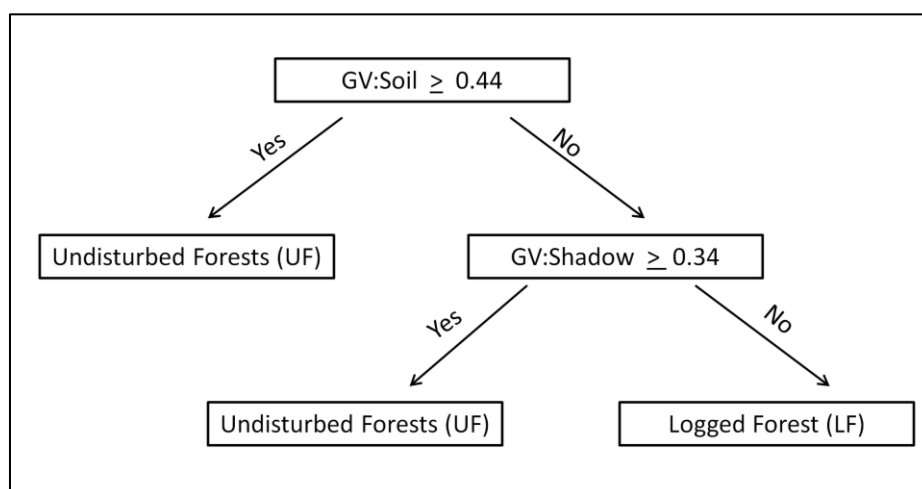 GV:Soil ≥ 0.44
Yes
No
Undisturbed Forests (UF)
GV:Shadow ≥ 0.34
Yes
No
Undisturbed Forests (UF)
Logged Forest (LF)